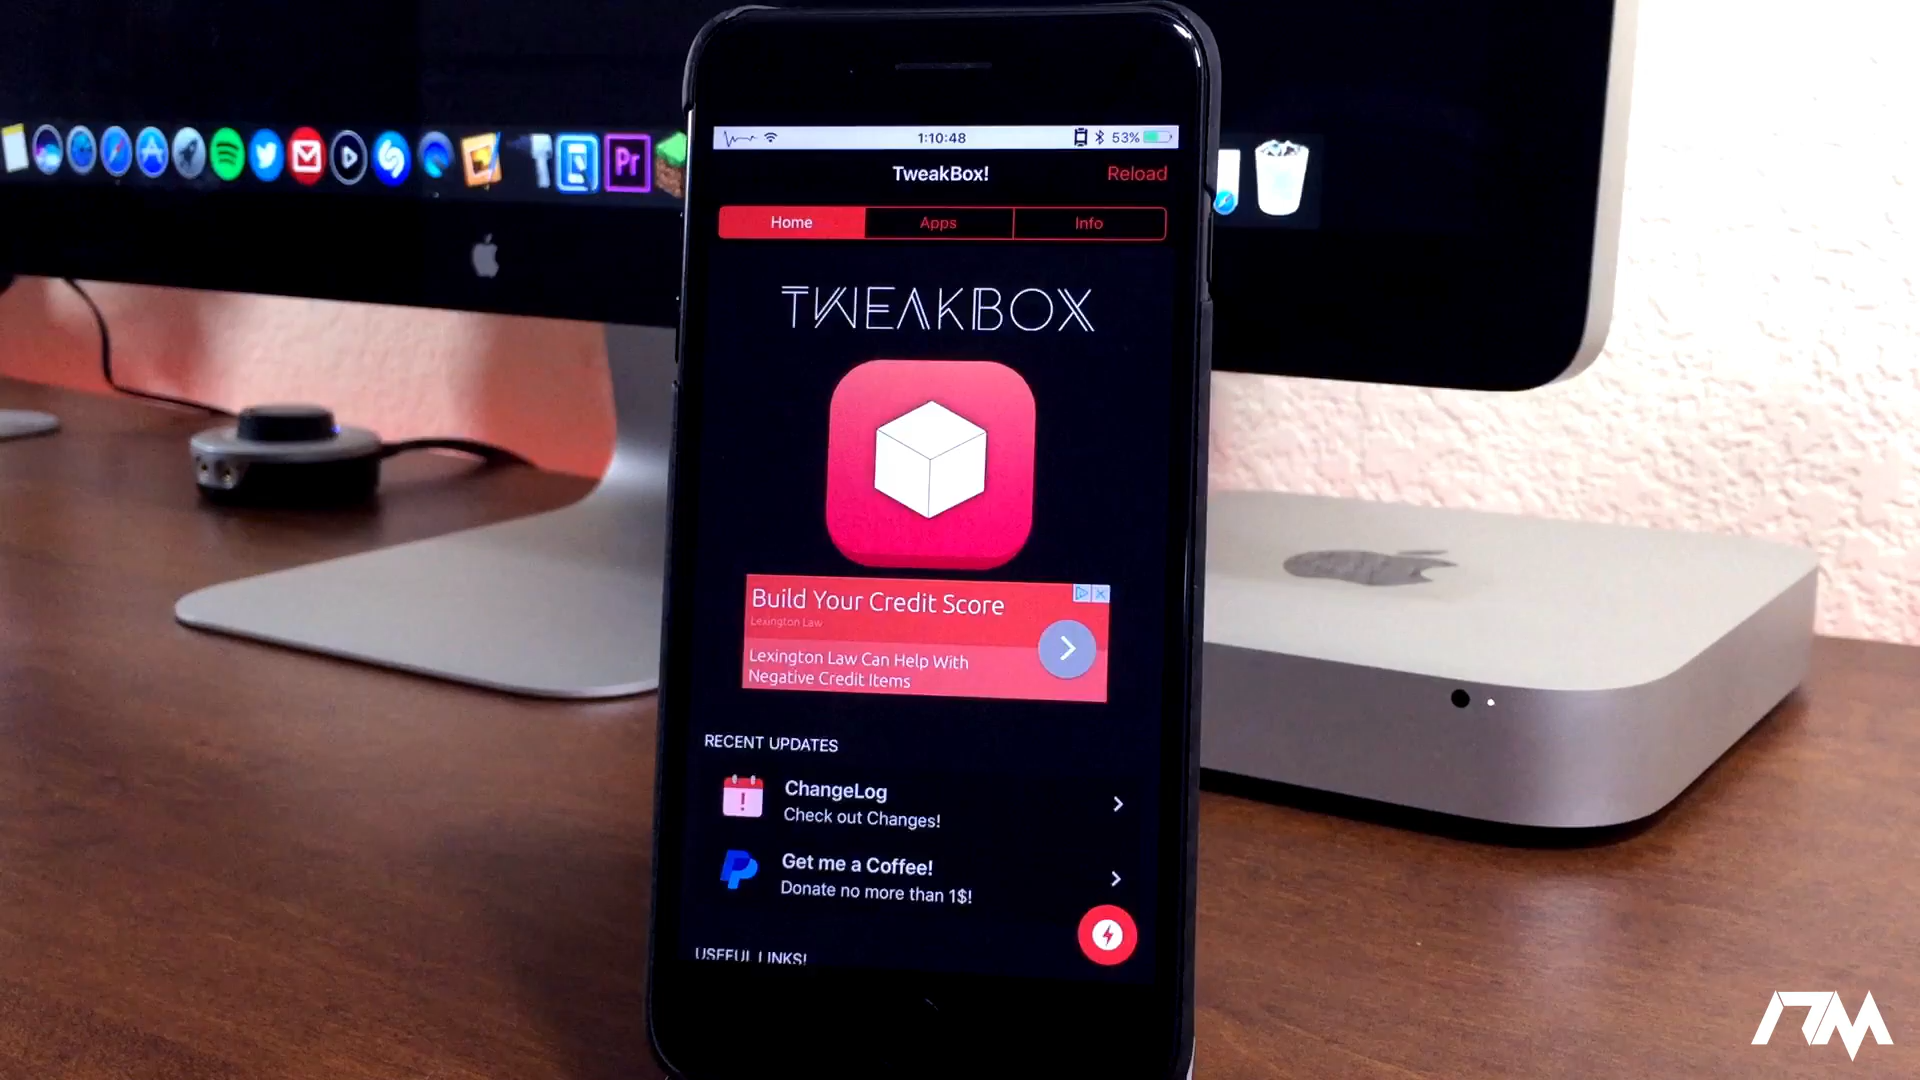 1:10:48
53%
TweakBox!
Reload
Home
Apps
Info
TWEAKBOX
Build Your Credit Score
Lexington Law
Lexington Law Can Help With
Negative Credit Items
RECENT UPDATES
ChangeLog
Check out Changes!
Get me a Coffee!
Donate no more than 1$!
USEFUL LINKS!
Pr